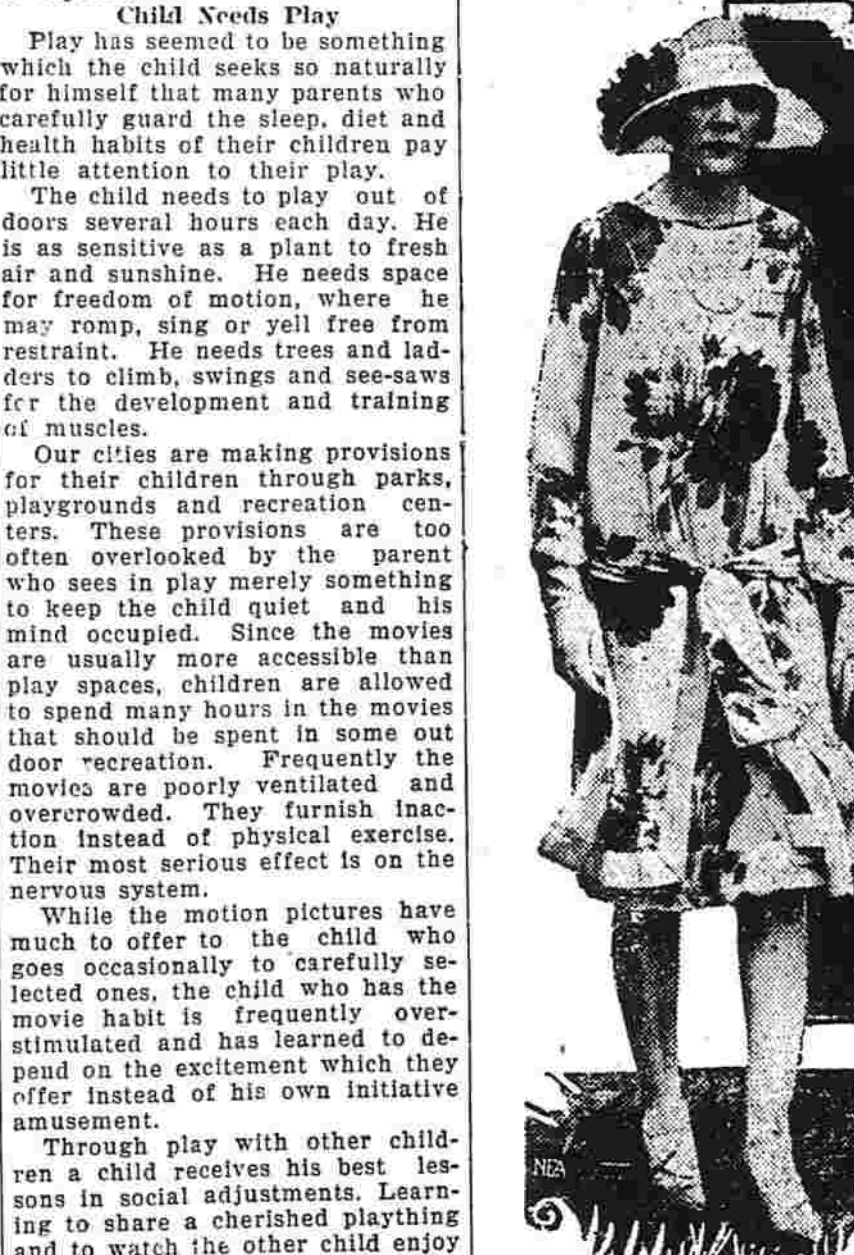 Child Needs Play
Play has seemed to be something
which the child seeks so naturally
for himself that many parents who
carefully guard the sleep, diet and
health habits of their children pay
little attention to their play.
The child needs to play out of
doors several hours each day. He
is as sensitive as a plant to fresh
air and sunshine. He needs space
for freedom of motion, where he
may romp, sing or yell free from
restraint. He needs trees and lad-
ders to climb, swings and see-saws
for the development and training
of muscles.
Our cities are making provisions
for their children through parks,
playgrounds and recreation cen-
ters. These provisions are too
often overlooked by the parent
who sees in play merely something
to keep the child quiet and his
mind occupied. Since the movies
are usually more accessible than
play spaces, children are allowed
to spend many hours in the movies
that should be spent in some out
door recreation. Frequently the
movies are poorly ventilated and
overcrowded. They furnish inac-
tion instead of physical exercise.
Their most serious effect is on the
nervous system.
While the motion pictures have
much to offer to the child who
goes occasionally to carefully se-
lected ones, the child who has the
movie habit is frequently over-
stimulated and has learned to de-
pend on the excitement which they
offer instead of his own initiative
amusement.
Through play with other child-
ren a child receives his best les-
sons in social adjustments. Learn-
ing to share a cherished plaything
and to watch the other child enjoy
NEA